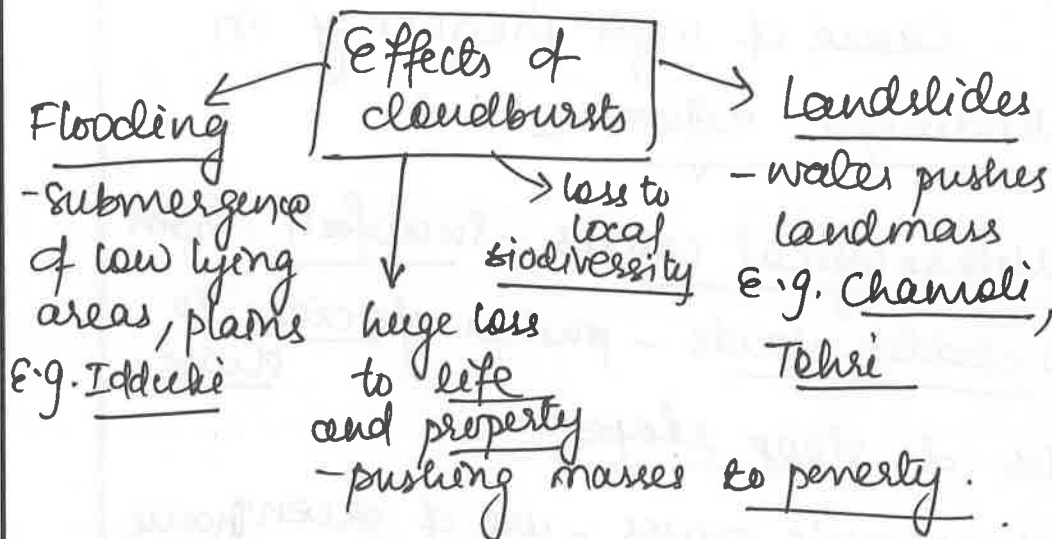 Effects of
cloudbursts
Flooding
- submergence
of low lying
areas, plains
E.g. Idduki
huge loss
to life
and property
- pushing masses to poverty.
loss to
local
biodiversity
Landslides
- water pushes
landmass
E.g. Chamoli,
Tehri